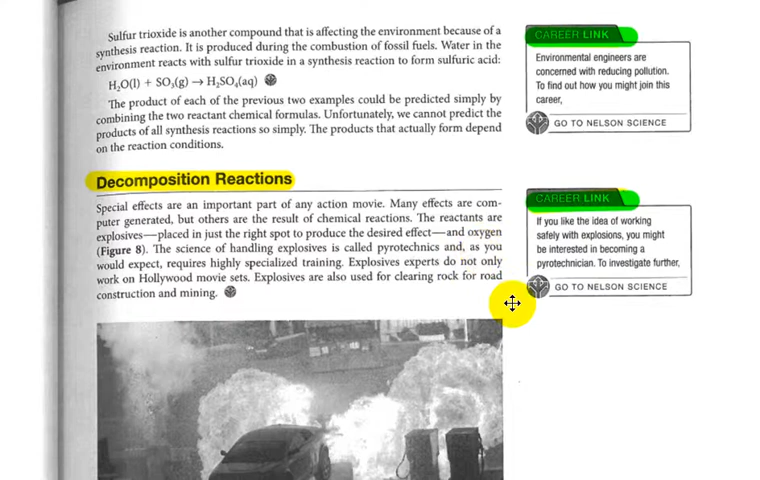 Sulfur trioxide is another compound that is affecting the environment because of a
synthesis reaction. It is produced during the combustion of fossil fuels. Water in the
environment reacts with sulfur trioxide in a synthesis reaction to form sulfuric acid:
H₂O(l) + SO₃(g) → H₂SO₄(aq)
The product of each of the previous two examples could be predicted simply by
combining the two reactant chemical formulas. Unfortunately, we cannot predict the
products of all synthesis reactions so simply. The products that actually form depend
on the reaction conditions.
Decomposition Reactions
Special effects are an important part of any action movie. Many effects are com-
puter generated, but others are the result of chemical reactions. The reactants are
explosives—placed in just the right spot to produce the desired effect—and oxygen
(Figure 8). The science of handling explosives is called pyrotechnics and, as you
would expect, requires highly specialized training. Explosives experts do not only
work on Hollywood movie sets. Explosives are also used for clearing rock for road
construction and mining.
CAREER LINK
Environmental engineers are
concerned with reducing pollution.
To find out how you might join this
career,
GO TO NELSON SCIENCE
CAREER LINK
If you like the idea of working
safely with explosions, you might
be interested in becoming a
pyrotechnician. To investigate further,
GO TO NELSON SCIENCE